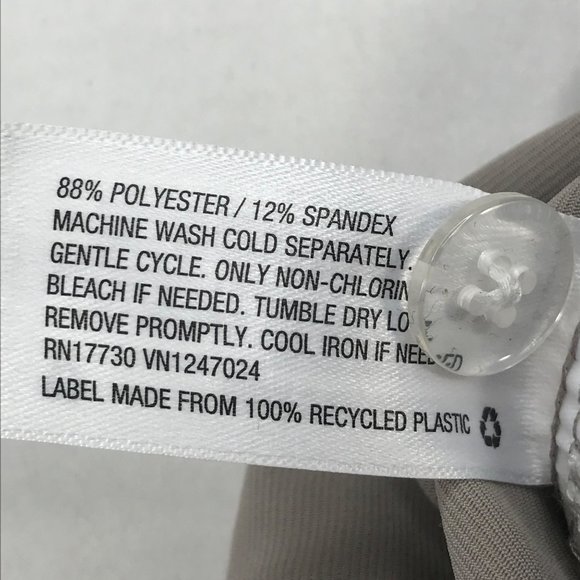 88% POLYESTER / 12% SPANDEX
MACHINE WASH COLD SEPARATELY.
GENTLE CYCLE. ONLY NON-CHLORIN
BLEACH IF NEEDED. TUMBLE DRY LO
REMOVE PROMPTLY. COOL IRON IF NEEDED
RN17730 VN1247024
LABEL MADE FROM 100% RECYCLED PLASTIC